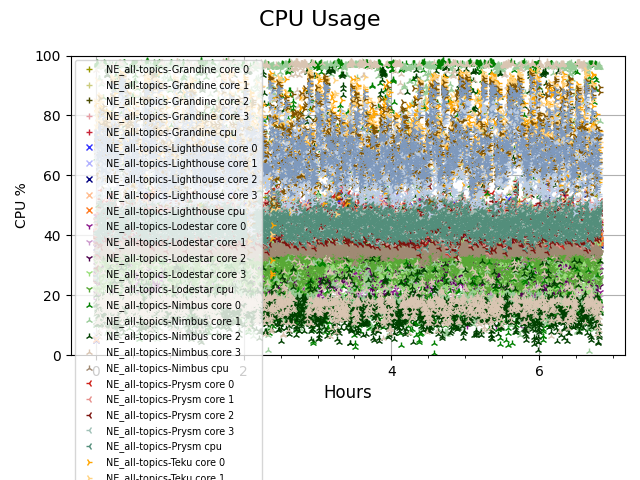 CPU Usage
100
80
60
40
20
0
CPU %
0
2
4
6
Hours
NE_all-topics-Grandine core 0
NE_all-topics-Grandine core 1
NE_all-topics-Grandine core 2
NE_all-topics-Grandine core 3
NE_all-topics-Grandine cpu
NE_all-topics-Lighthouse core 0
NE_all-topics-Lighthouse core 1
NE_all-topics-Lighthouse core 2
NE_all-topics-Lighthouse core 3
NE_all-topics-Lighthouse cpu
NE_all-topics-Lodestar core 0
NE_all-topics-Lodestar core 1
NE_all-topics-Lodestar core 2
NE_all-topics-Lodestar core 3
NE_all-topics-Lodestar cpu
NE_all-topics-Nimbus core 0
NE_all-topics-Nimbus core 1
NE_all-topics-Nimbus core 2
NE_all-topics-Nimbus core 3
NE_all-topics-Nimbus cpu
NE_all-topics-Prysm core 0
NE_all-topics-Prysm core 1
NE_all-topics-Prysm core 2
NE_all-topics-Prysm core 3
NE_all-topics-Prysm cpu
NE_all-topics-Teku core 0
NE_all-topics-Teku core 1